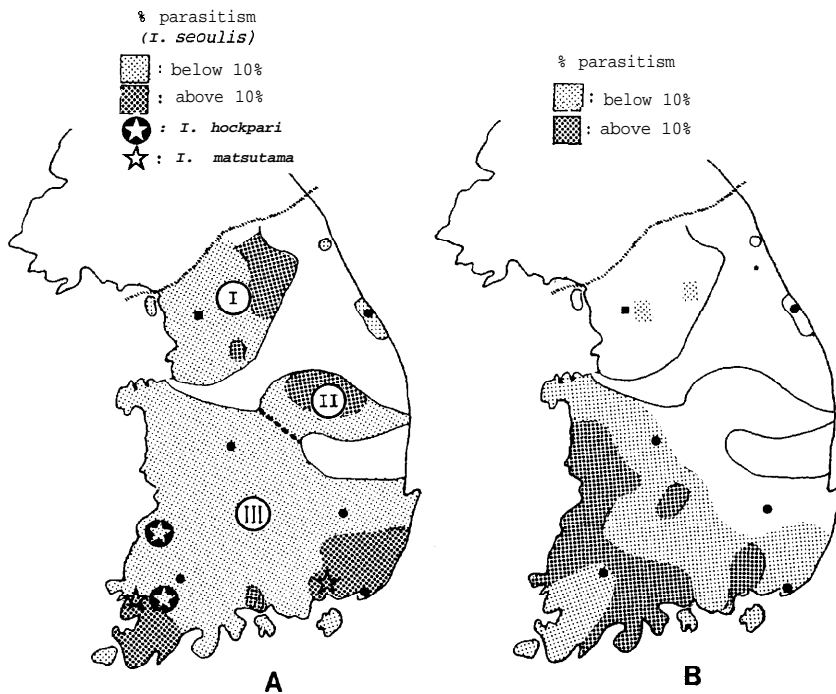 % parasitism
(I. seoulis)
: below 10%
: above 10%
: I. hockpari
: I. matsutama
% parasitism
: below 10%
: above 10%
I
II
III
A
B